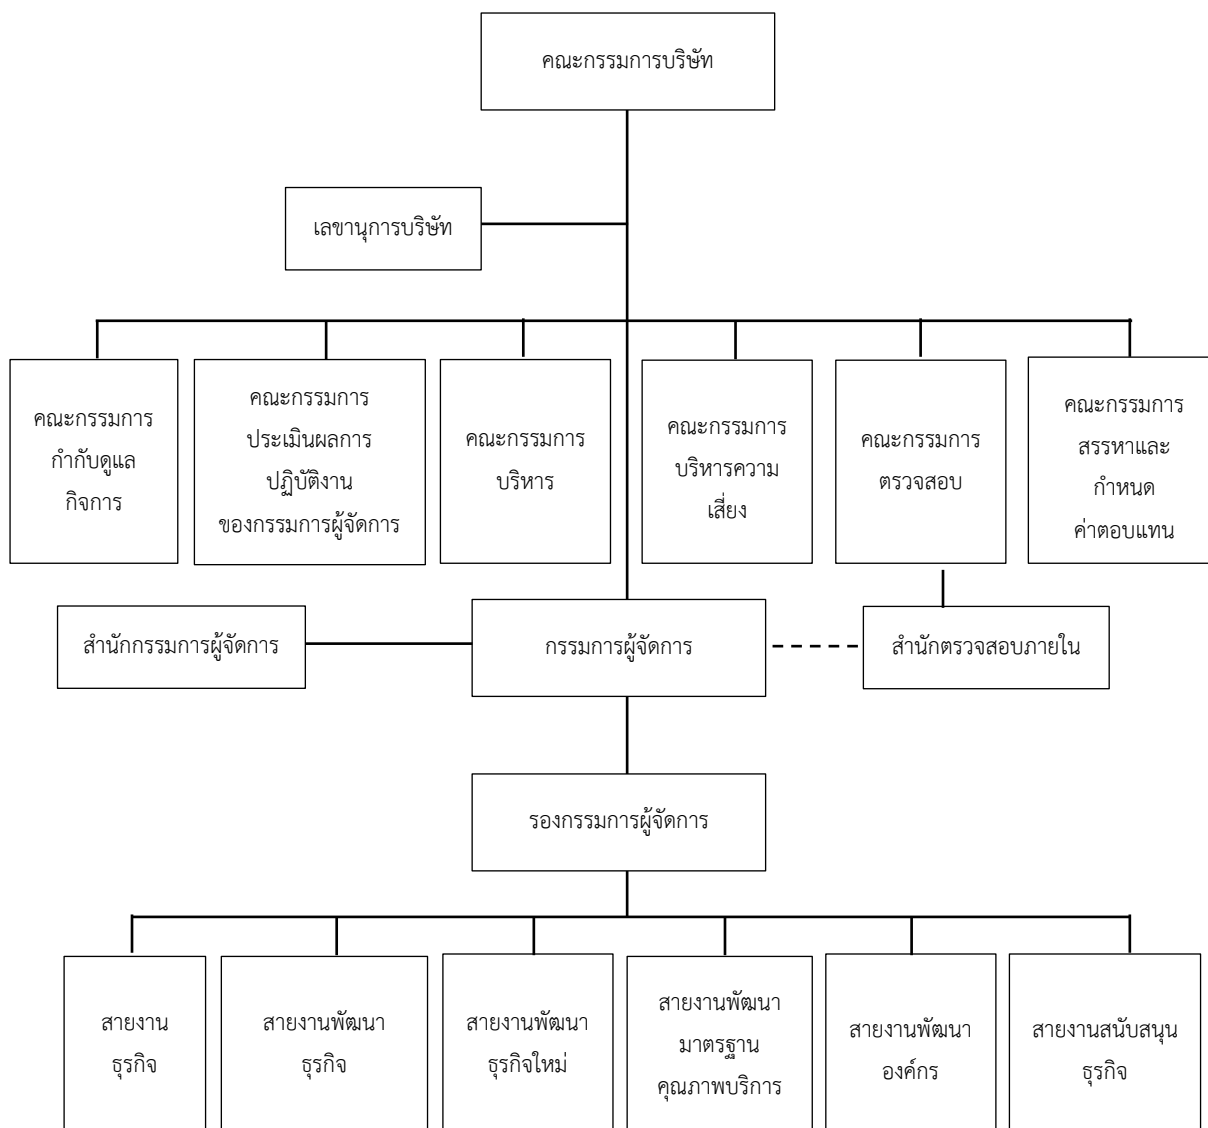 คณะกรรมการบริษัท
เลขานุการบริษัท
คณะกรรมการ
กำกับดูแล
กิจการ
คณะกรรมการ
ประเมินผลการ
ปฏิบัติงาน
ของกรรมการผู้จัดการ
คณะกรรมการ
บริหาร
คณะกรรมการ
บริหารความ
เสี่ยง
คณะกรรมการ
ตรวจสอบ
คณะกรรมการ
สรรหาและ
กำหนด
ค่าตอบแทน
สำนักกรรมการผู้จัดการ
กรรมการผู้จัดการ
สำนักตรวจสอบภายใน
รองกรรมการผู้จัดการ
สายงาน
ธุรกิจ
สายงานพัฒนา
ธุรกิจ
สายงานพัฒนา
ธุรกิจใหม่
สายงานพัฒนา
มาตรฐาน
คุณภาพบริการ
สายงานพัฒนา
องค์กร
สายงานสนับสนุน
ธุรกิจ